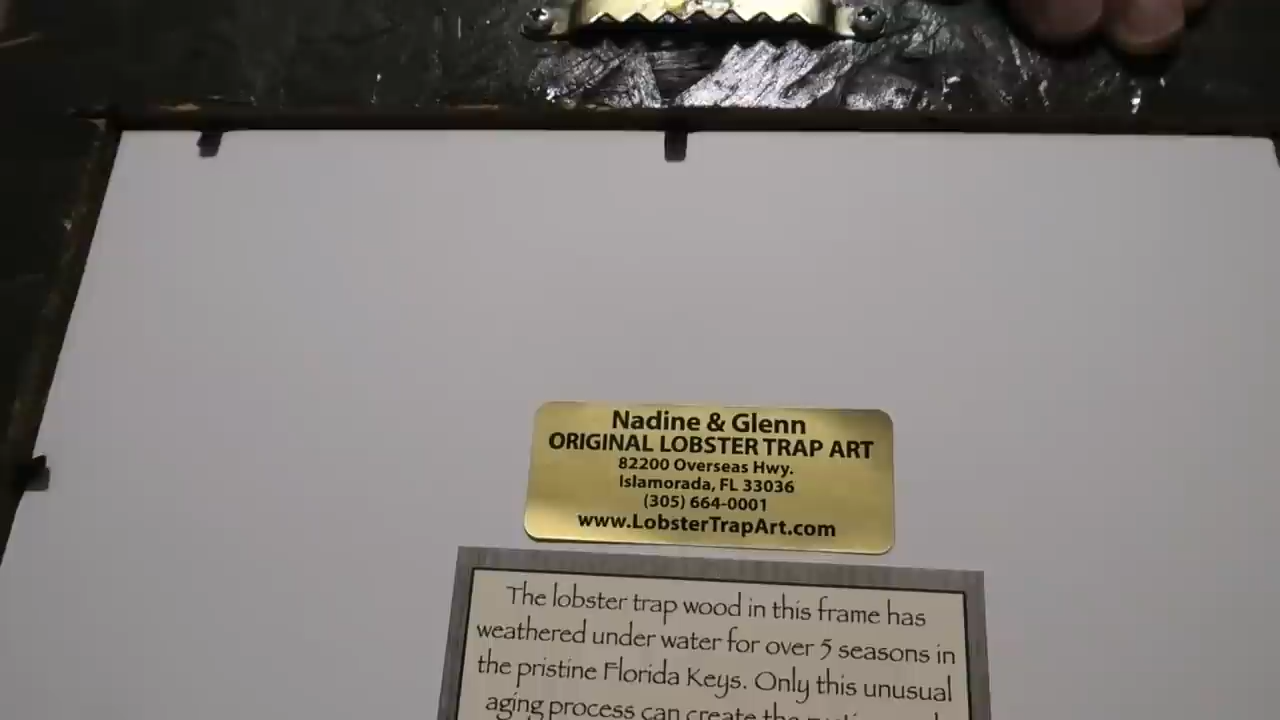 Nadine & Glenn
ORIGINAL LOBSTER TRAP ART
82200 Overseas Hwy.
Islamorada, FL 33036
(305) 664-0001
www.LobsterTrapArt.com
The lobster trap wood in this frame has
weathered under water for over 5 seasons in
the pristine Florida Keys. Only this unusual
aging process can create the